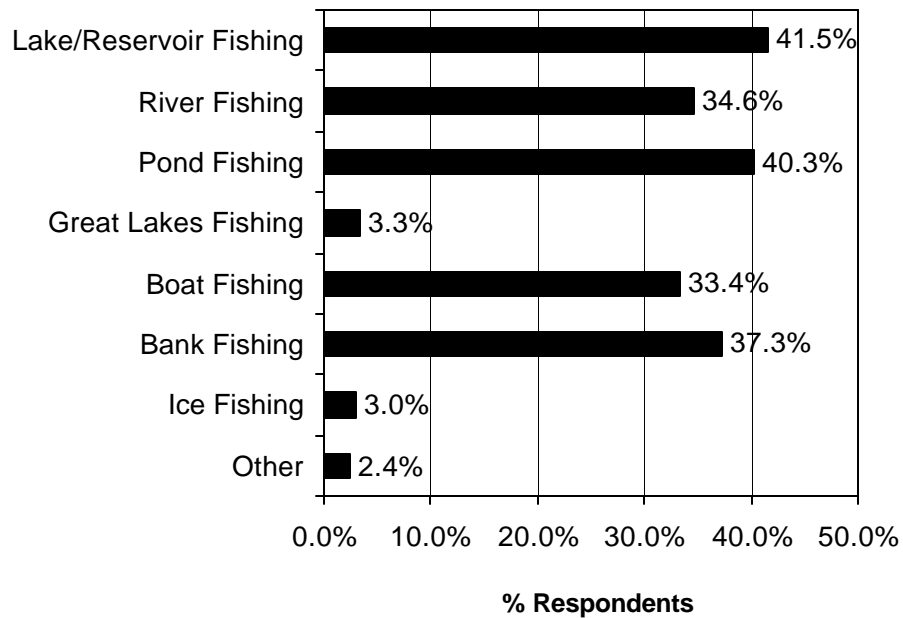 Lake/Reservoir Fishing 41.5%
River Fishing 34.6%
Pond Fishing 40.3%
Great Lakes Fishing 3.3%
Boat Fishing 33.4%
Bank Fishing 37.3%
Ice Fishing 3.0%
Other 2.4%
0.0% 10.0% 20.0% 30.0% 40.0% 50.0%
% Respondents